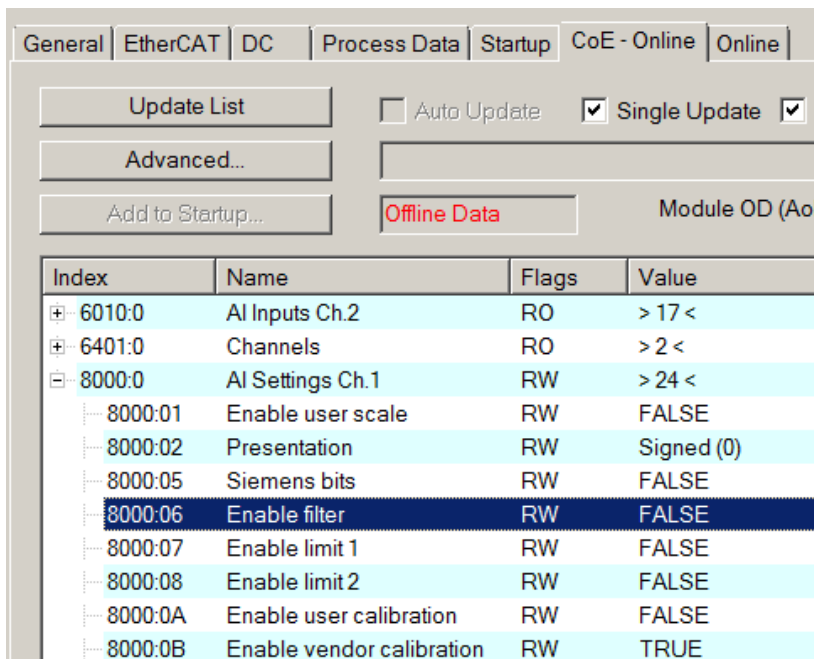 General EtherCAT DC Process Data Startup CoE - Online Online
Update List Auto Update Single Update
Advanced...
Add to Startup... Offline Data Module OD (Ao
Index Name Flags Value
6010:0 AI Inputs Ch.2 RO > 17 <
6401:0 Channels RO > 2 <
8000:0 AI Settings Ch.1 RW > 24 <
8000:01 Enable user scale RW FALSE
8000:02 Presentation RW Signed (0)
8000:05 Siemens bits RW FALSE
8000:06 Enable filter RW FALSE
8000:07 Enable limit 1 RW FALSE
8000:08 Enable limit 2 RW FALSE
8000:0A Enable user calibration RW FALSE
8000:0B Enable vendor calibration RW TRUE